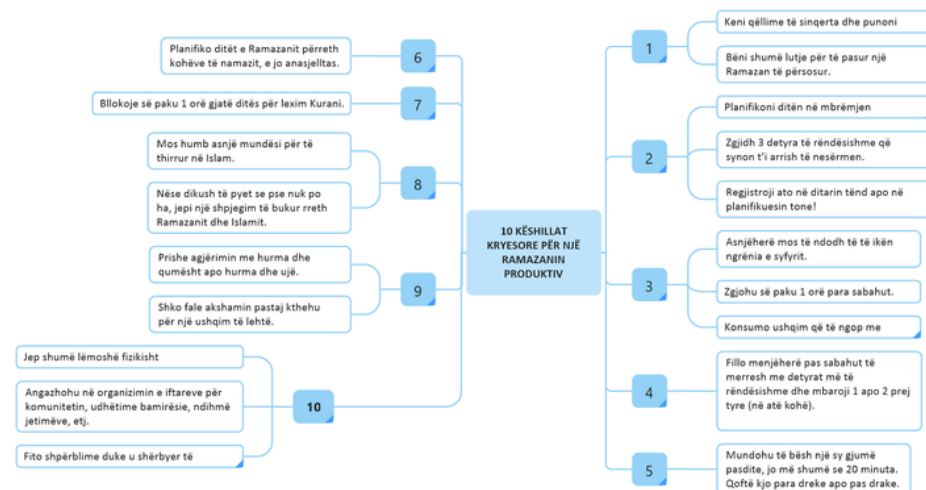 10 KËSHILLAT
KRYESORE PËR NJË
RAMAZANIN
PRODUKTIV
1
Keni qëllime të sinqerta dhe punoni
Bëni shumë lutje për të pasur një
Ramazan të përsosur.
2
Planifikoni ditën në mbrëmjen
Zgjidh 3 detyra të rëndësishme që
synon t'i arrish të nesërmen.
Regjistroji ato në ditarin tënd apo në
planifikuesin tone!
3
Asnjëherë mos të ndodh të të ikën
ngrënia e syfyrit.
Zgjohu së paku 1 orë para sabahut.
Konsumo ushqim që të ngop me
4
Fillo menjëherë pas sabahut të
merresh me detyrat më të
rëndësishme dhe mbaroji 1 apo 2 prej
tyre (në atë kohë).
5
Mundohu të bësh një sy gjumë
pasdite, jo më shumë se 20 minuta.
Qoftë kjo para dreke apo pas drake.
6
Planifiko ditët e Ramazanit përreth
kohëve të namazit, e jo anasjelltas.
7
Bllokoje së paku 1 orë gjatë ditës për lexim Kurani.
8
Mos humb asnjë mundësi për të
thirrur në Islam.
Nëse dikush të pyet se pse nuk po
ha, jepi një shpjegim të bukur rreth
Ramazanit dhe Islamit.
9
Prishe agjërimin me hurma dhe
qumësht apo hurma dhe ujë.
Shko fale akshamin pastaj kthehu
për një ushqim të lehtë.
10
Jep shumë lëmoshë fizikisht
Angazhohu në organizimin e iftareve për
komunitetin, udhëtime bamirësie, ndihmë
jetimëve, etj.
Fito shpërblime duke u shërbyer të